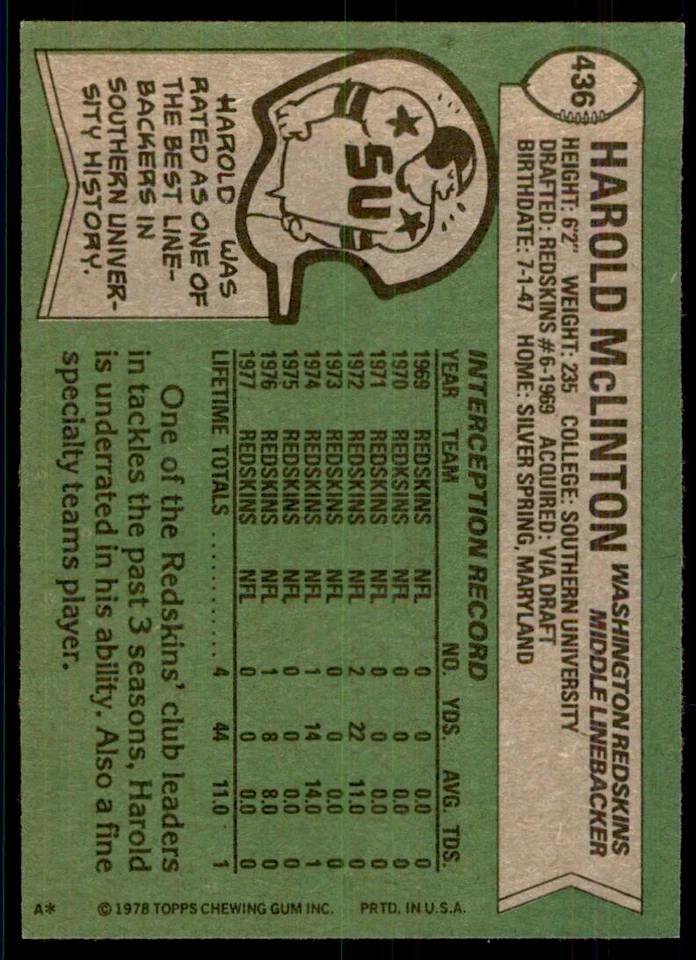 436
HAROLD McLINTON WASHINGTON REDSKINS
MIDDLE LINEBACKER
HEIGHT: 6'2" WEIGHT: 235 COLLEGE: SOUTHERN UNIVERSITY
DRAFTED: REDSKINS #6-1969 ACQUIRED: VIA DRAFT
BIRTHDATE: 7-1-47 HOME: SILVER SPRING, MARYLAND
SU
HAROLD WAS
RATED AS ONE OF
THE BEST LINE-
BACKERS IN
SOUTHERN UNIVER-
SITY HISTORY.
INTERCEPTION RECORD
YEAR TEAM NO. YDS. AVG. TDS.
1969 REDSKINS NFL 0 0 0.0 0
1970 REDKSINS NFL 0 0 0.0 0
1971 REDSKINS NFL 0 0 0.0 0
1972 REDSKINS NFL 2 22 11.0 0
1973 REDSKINS NFL 0 0 0.0 0
1974 REDSKINS NFL 1 14 14.0 1
1975 REDSKINS NFL 0 0 0.0 0
1976 REDSKINS NFL 1 8 8.0 0
1977 REDSKINS NFL 0 0 0.0 0
LIFETIME TOTALS ............ 4 44 11.0 1
One of the Redskins' club leaders
in tackles the past 3 seasons, Harold
is underrated in his ability. Also a fine
specialty teams player.
A* © 1978 TOPPS CHEWING GUM INC. PRTD. IN U.S.A.